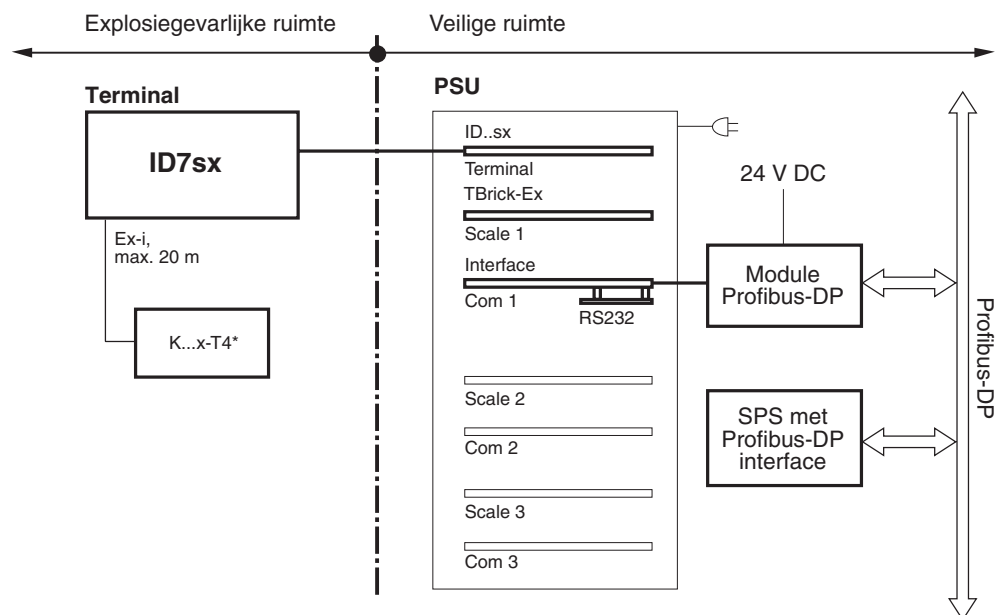 Explosiegevarlijke ruimte
Veilige ruimte
Terminal
ID7sx
Ex-i,
max. 20 m
K...x-T4*
PSU
ID..sx
Terminal
TBrick-Ex
Scale 1
Interface
Com 1
RS232
Scale 2
Com 2
Scale 3
Com 3
24 V DC
Module
Profibus-DP
SPS met
Profibus-DP
interface
Profibus-DP